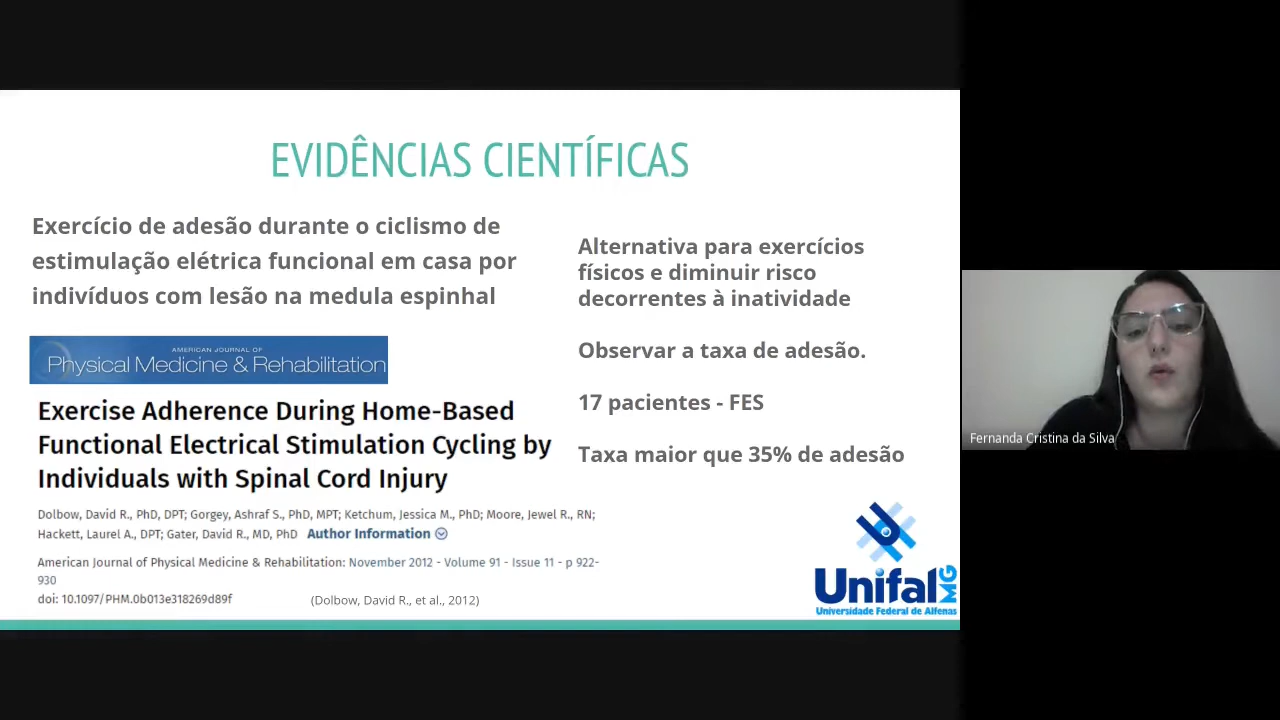 EVIDÊNCIAS CIENTÍFICAS
Exercício de adesão durante o ciclismo de
estimulação elétrica funcional em casa por
indivíduos com lesão na medula espinhal
AMERICAN JOURNAL OF
Physical Medicine & Rehabilitation
Exercise Adherence During Home-Based
Functional Electrical Stimulation Cycling by
Individuals with Spinal Cord Injury
Dolbow, David R., PhD, DPT; Gorgey, Ashraf S., PhD, MPT; Ketchum, Jessica M., PhD; Moore, Jewel R., RN;
Hackett, Laurel A., DPT; Gater, David R., MD, PhD Author Information
American Journal of Physical Medicine & Rehabilitation: November 2012 - Volume 91 - Issue 11 - p 922-
930
doi: 10.1097/PHM.0b013e318269d89f
(Dolbow, David R., et al., 2012)
Alternativa para exercícios
físicos e diminuir risco
decorrentes à inatividade
Observar a taxa de adesão.
17 pacientes - FES
Taxa maior que 35% de adesão
Unifal MG
Universidade Federal de Alfenas
Fernanda Cristina da Silva